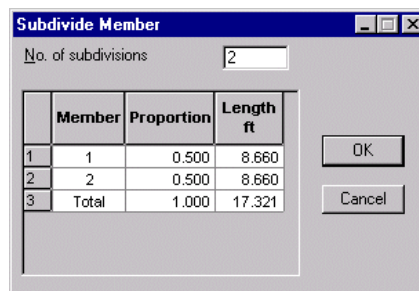 Subdivide Member
No. of subdivisions 2
Member Proportion Length ft
1 1 0.500 8.660
2 2 0.500 8.660
3 Total 1.000 17.321
OK
Cancel